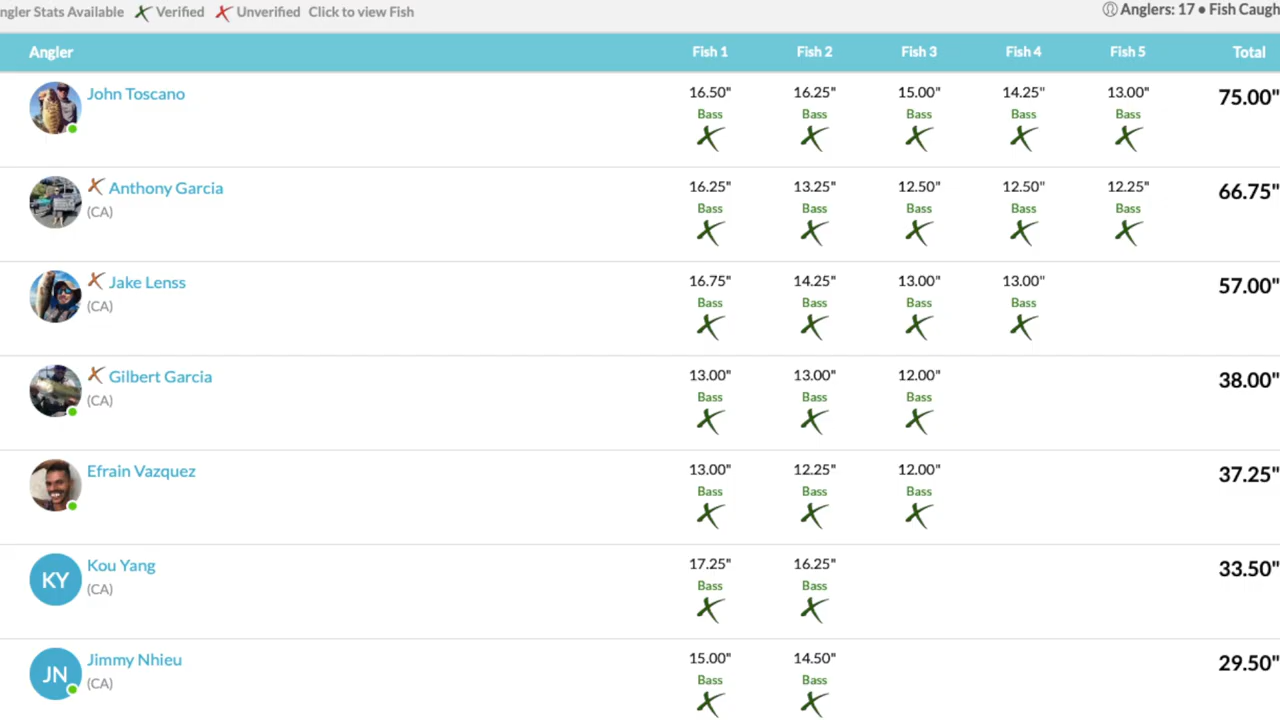 ngler Stats Available Verified Unverified Click to view Fish Anglers: 17 • Fish Caugh
Angler Fish 1 Fish 2 Fish 3 Fish 4 Fish 5 Total
John Toscano 16.50" 16.25" 15.00" 14.25" 13.00" 75.00"
Bass Bass Bass Bass Bass
Anthony Garcia 16.25" 13.25" 12.50" 12.50" 12.25" 66.75"
(CA) Bass Bass Bass Bass Bass
Jake Lenss 16.75" 14.25" 13.00" 13.00" 57.00"
(CA) Bass Bass Bass Bass
Gilbert Garcia 13.00" 13.00" 12.00" 38.00"
(CA) Bass Bass Bass
Efrain Vazquez 13.00" 12.25" 12.00" 37.25"
Bass Bass Bass
KY Kou Yang 17.25" 16.25" 33.50"
(CA) Bass Bass
JN Jimmy Nhieu 15.00" 14.50" 29.50"
(CA) Bass Bass